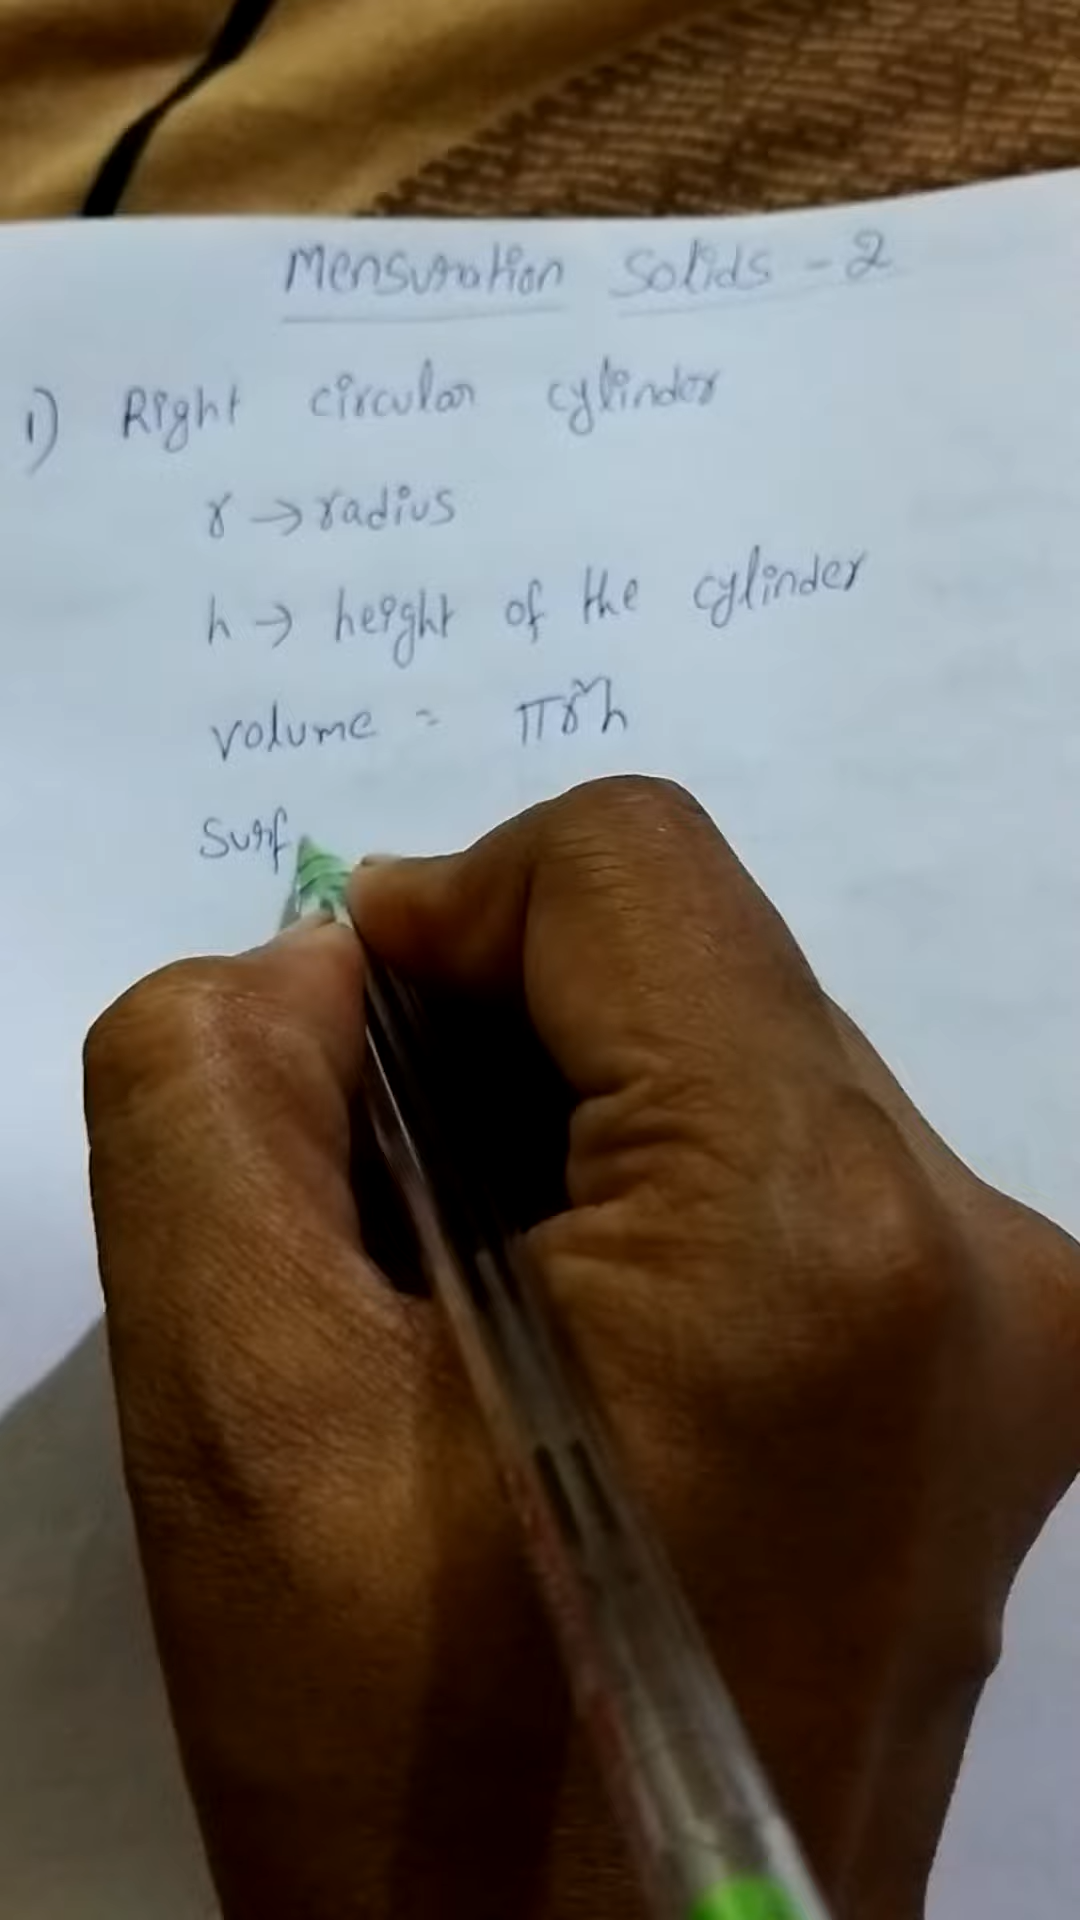 Mensuration Solids - 2
1) Right circular cylinder
r → radius
h → height of the cylinder
volume = πr²h
Surf